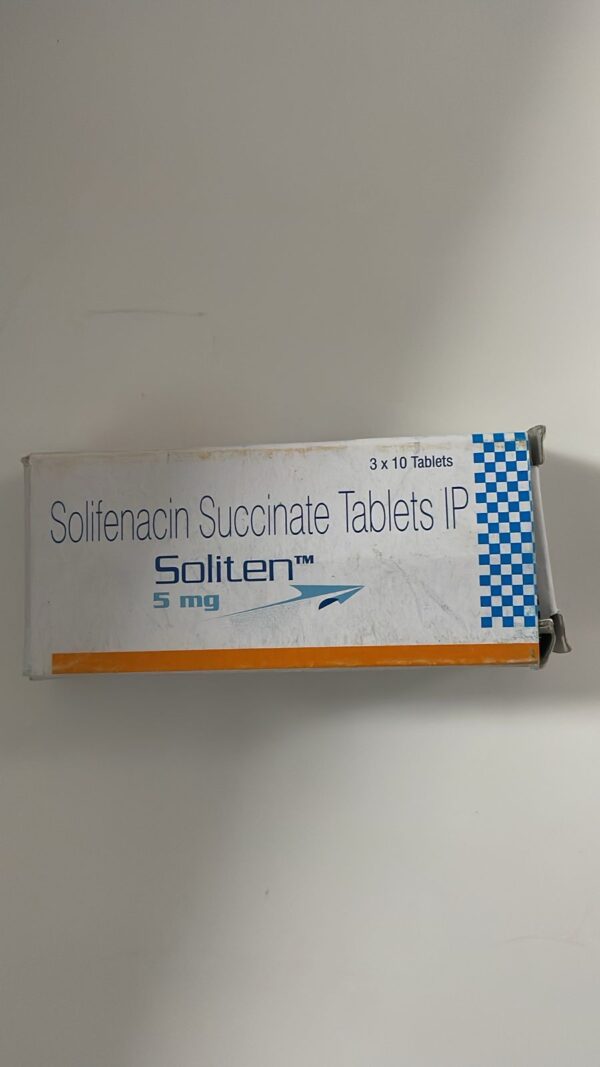 3 x 10 Tablets
Solifenacin Succinate Tablets IP
Soliten™
5 mg